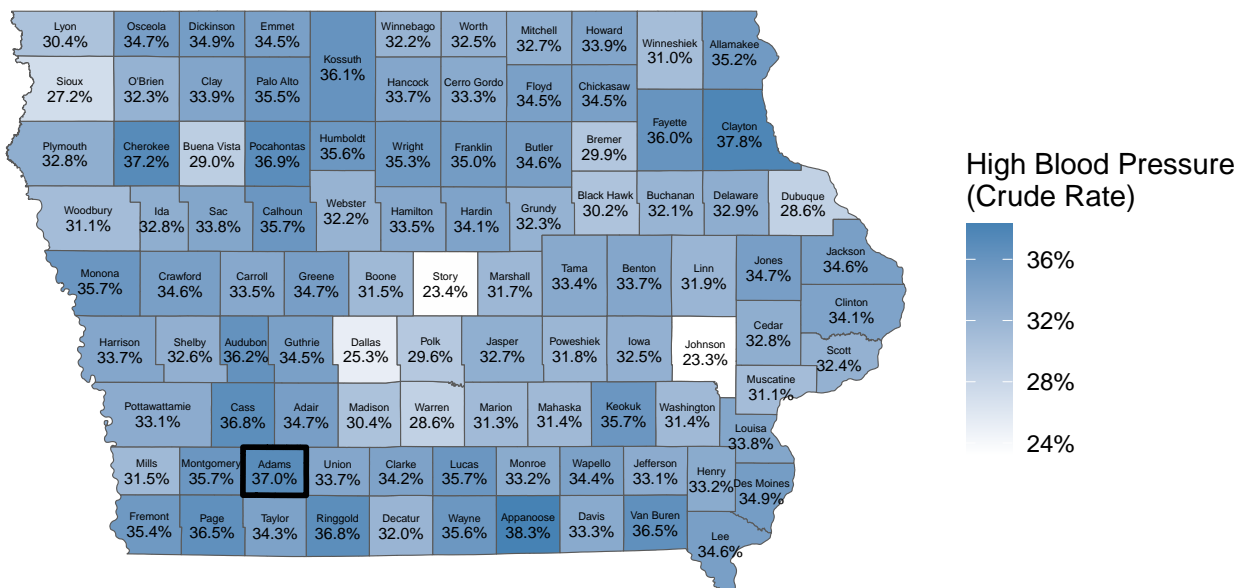 Lyon
30.4%
Osceola
34.7%
Dickinson
34.9%
Emmet
34.5%
Kossuth
36.1%
Winnebago
32.2%
Worth
32.5%
Mitchell
32.7%
Howard
33.9%
Winneshiek
31.0%
Allamakee
35.2%
Sioux
27.2%
O'Brien
32.3%
Clay
33.9%
Palo Alto
35.5%
Hancock
33.7%
Cerro Gordo
33.3%
Floyd
34.5%
Chickasaw
34.5%
Fayette
36.0%
Clayton
37.8%
Plymouth
32.8%
Cherokee
37.2%
Buena Vista
29.0%
Pocahontas
36.9%
Humboldt
35.6%
Wright
35.3%
Franklin
35.0%
Butler
34.6%
Bremer
29.9%
Woodbury
31.1%
Ida
32.8%
Sac
33.8%
Calhoun
35.7%
Webster
32.2%
Hamilton
33.5%
Hardin
34.1%
Grundy
32.3%
Black Hawk
30.2%
Buchanan
32.1%
Delaware
32.9%
Dubuque
28.6%
Monona
35.7%
Crawford
34.6%
Carroll
33.5%
Greene
34.7%
Boone
31.5%
Story
23.4%
Marshall
31.7%
Tama
33.4%
Benton
33.7%
Linn
31.9%
Jones
34.7%
Jackson
34.6%
Clinton
34.1%
Harrison
33.7%
Shelby
32.6%
Audubon
36.2%
Guthrie
34.5%
Dallas
25.3%
Polk
29.6%
Jasper
32.7%
Poweshiek
31.8%
Iowa
32.5%
Johnson
23.3%
Cedar
32.8%
Scott
32.4%
Muscatine
31.1%
Pottawattamie
33.1%
Cass
36.8%
Adair
34.7%
Madison
30.4%
Warren
28.6%
Marion
31.3%
Mahaska
31.4%
Keokuk
35.7%
Washington
31.4%
Louisa
33.8%
Mills
31.5%
Montgomery
35.7%
Adams
37.0%
Union
33.7%
Clarke
34.2%
Lucas
35.7%
Monroe
33.2%
Wapello
34.4%
Jefferson
33.1%
Henry
33.2%
Des Moines
34.9%
Fremont
35.4%
Page
36.5%
Taylor
34.3%
Ringgold
36.8%
Decatur
32.0%
Wayne
35.6%
Appanoose
38.3%
Davis
33.3%
Van Buren
36.5%
Lee
34.6%
High Blood Pressure
(Crude Rate)
36%
32%
28%
24%